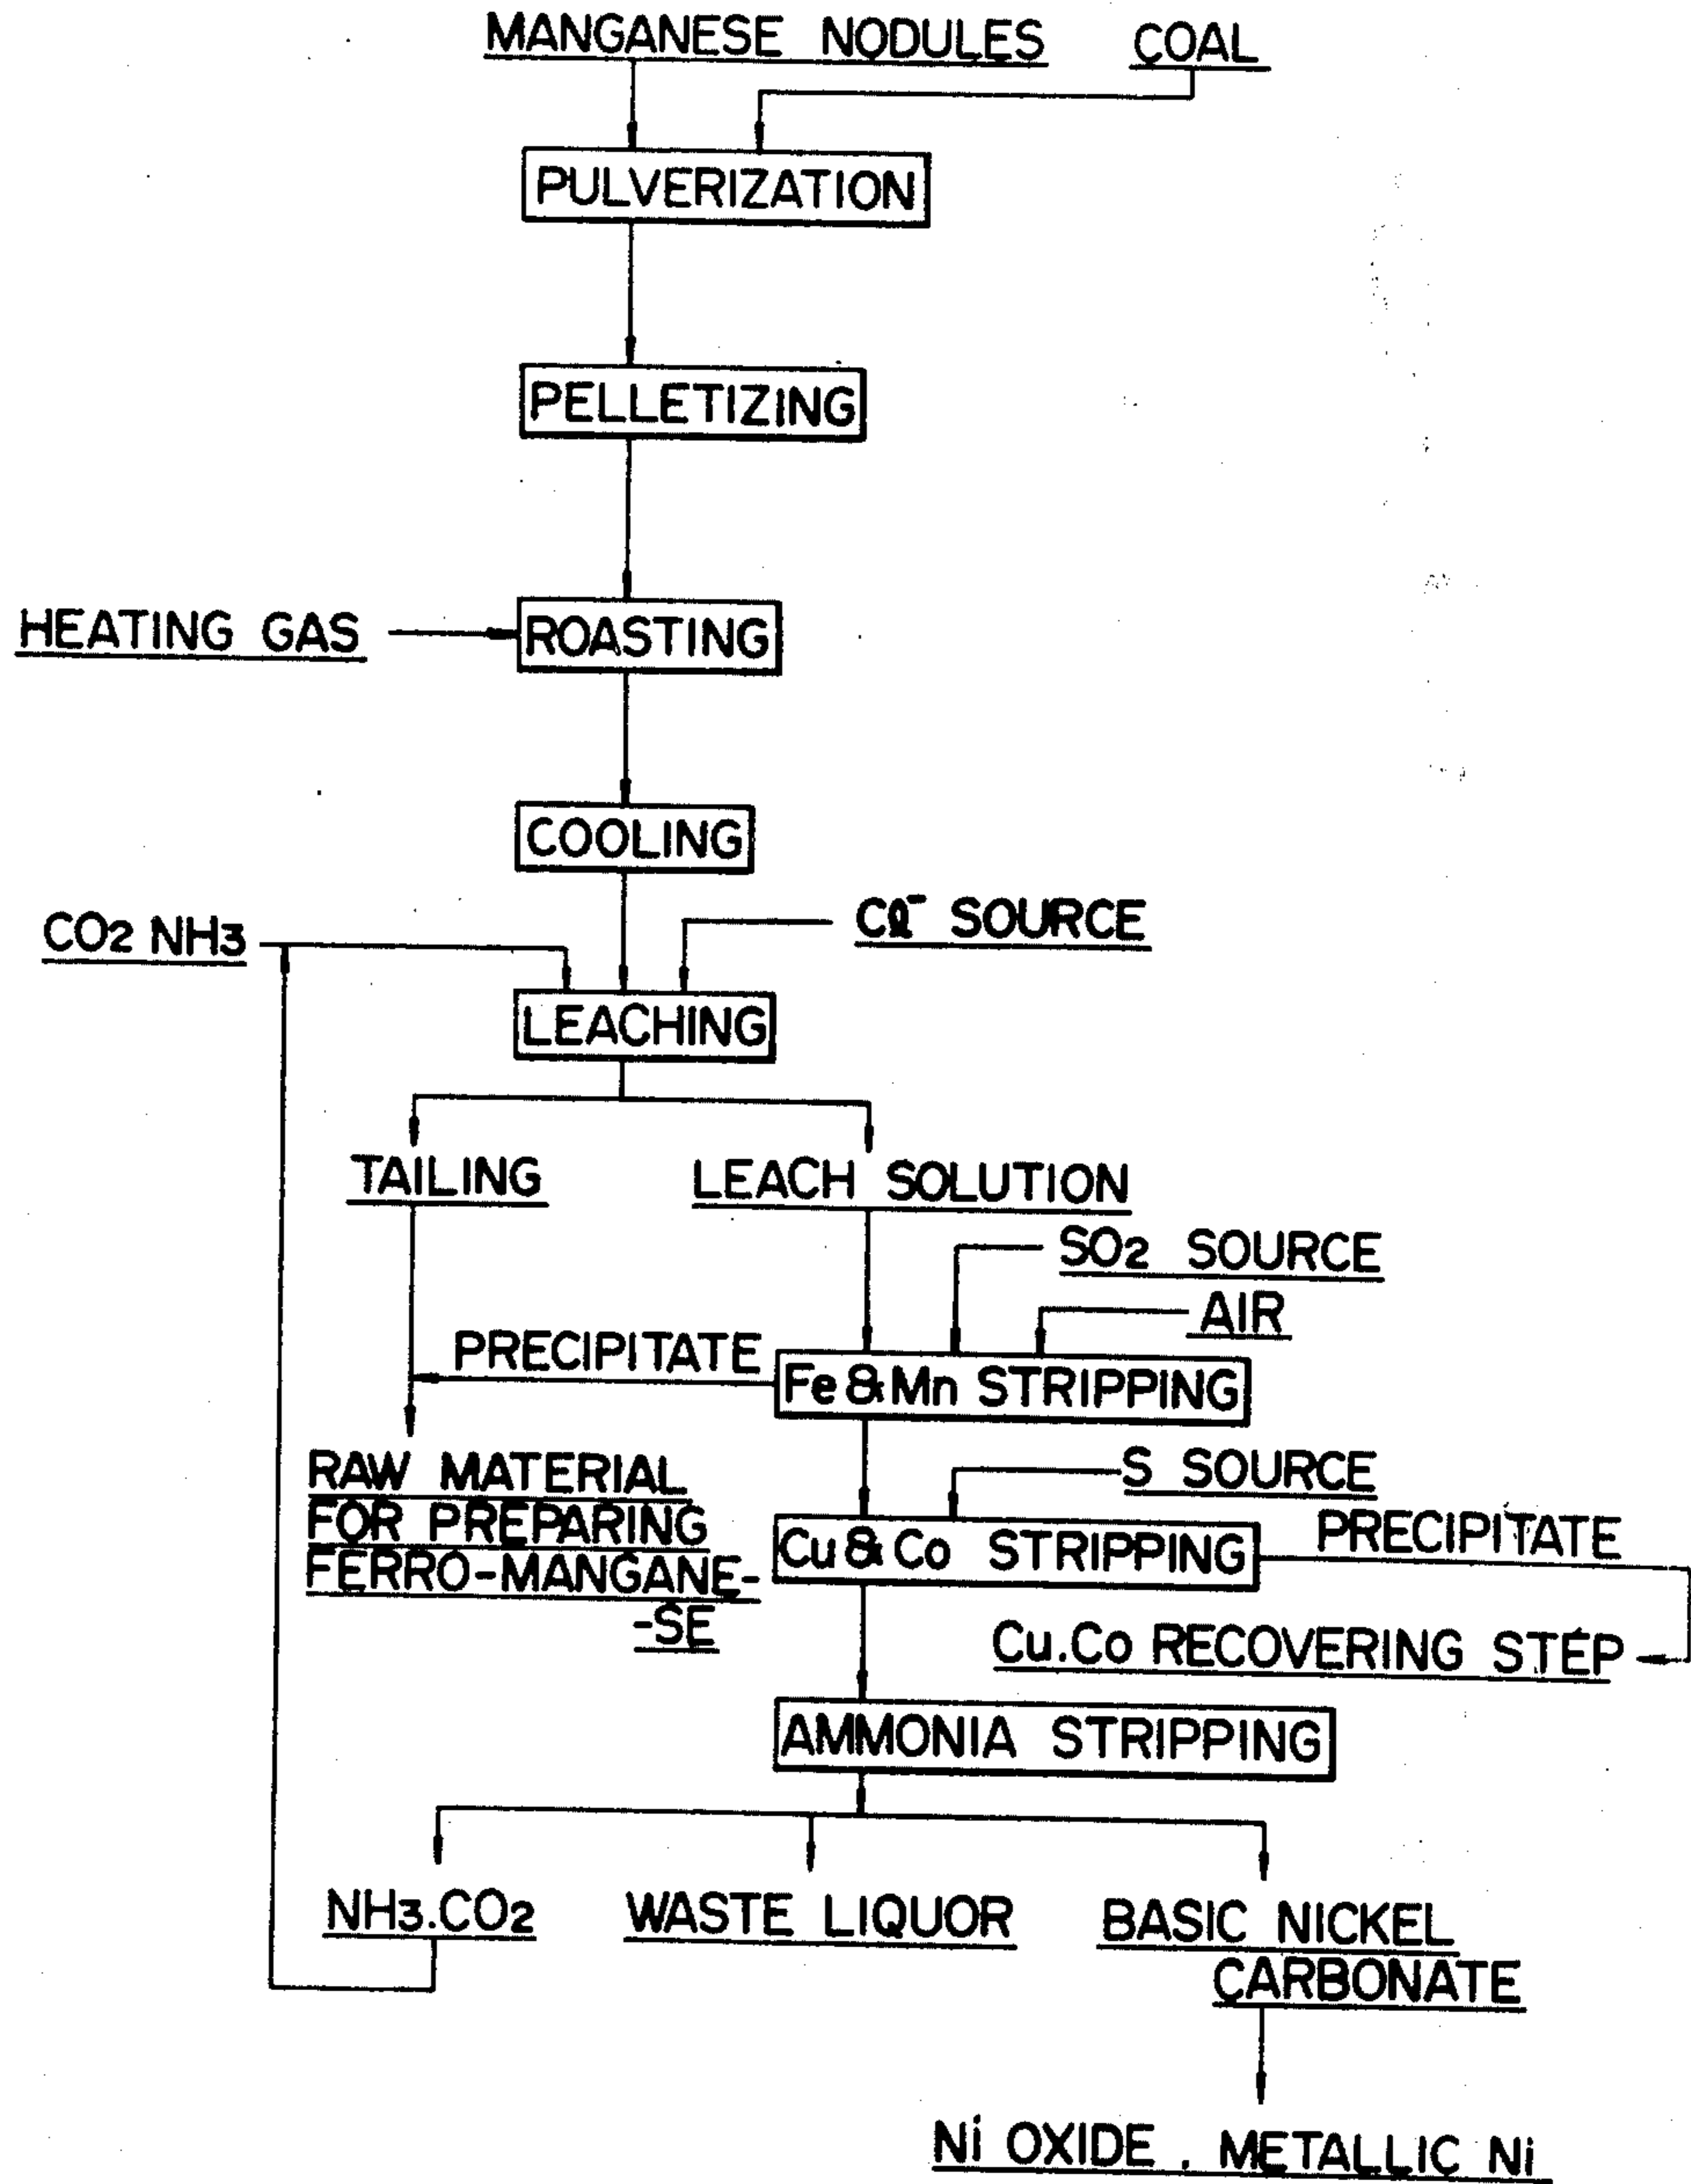 MANGANESE NODULES COAL
PULVERIZATION
PELLETIZING
HEATING GAS ROASTING
COOLING
CO2 NH3 Cl⁻ SOURCE
LEACHING
TAILING LEACH SOLUTION
SO2 SOURCE
AIR
PRECIPITATE
Fe & Mn STRIPPING
RAW MATERIAL
FOR PREPARING
FERRO-MANGANE-
-SE
S SOURCE
Cu & Co STRIPPING
PRECIPITATE
Cu.Co RECOVERING STEP
AMMONIA STRIPPING
NH3.CO2 WASTE LIQUOR BASIC NICKEL
CARBONATE
Ni OXIDE . METALLIC Ni